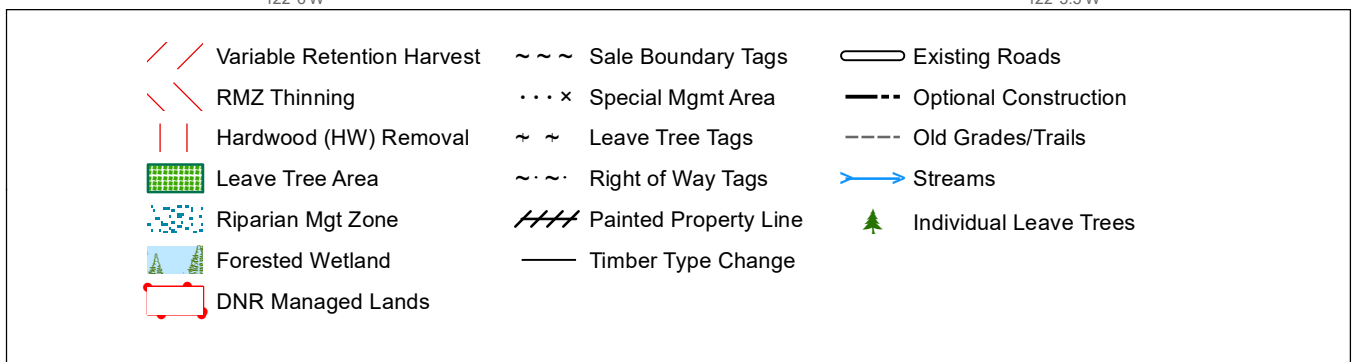 Variable Retention Harvest
RMZ Thinning
Hardwood (HW) Removal
Leave Tree Area
Riparian Mgt Zone
Forested Wetland
DNR Managed Lands
Sale Boundary Tags
Special Mgmt Area
Leave Tree Tags
Right of Way Tags
Painted Property Line
Timber Type Change
Existing Roads
Optional Construction
Old Grades/Trails
Streams
Individual Leave Trees